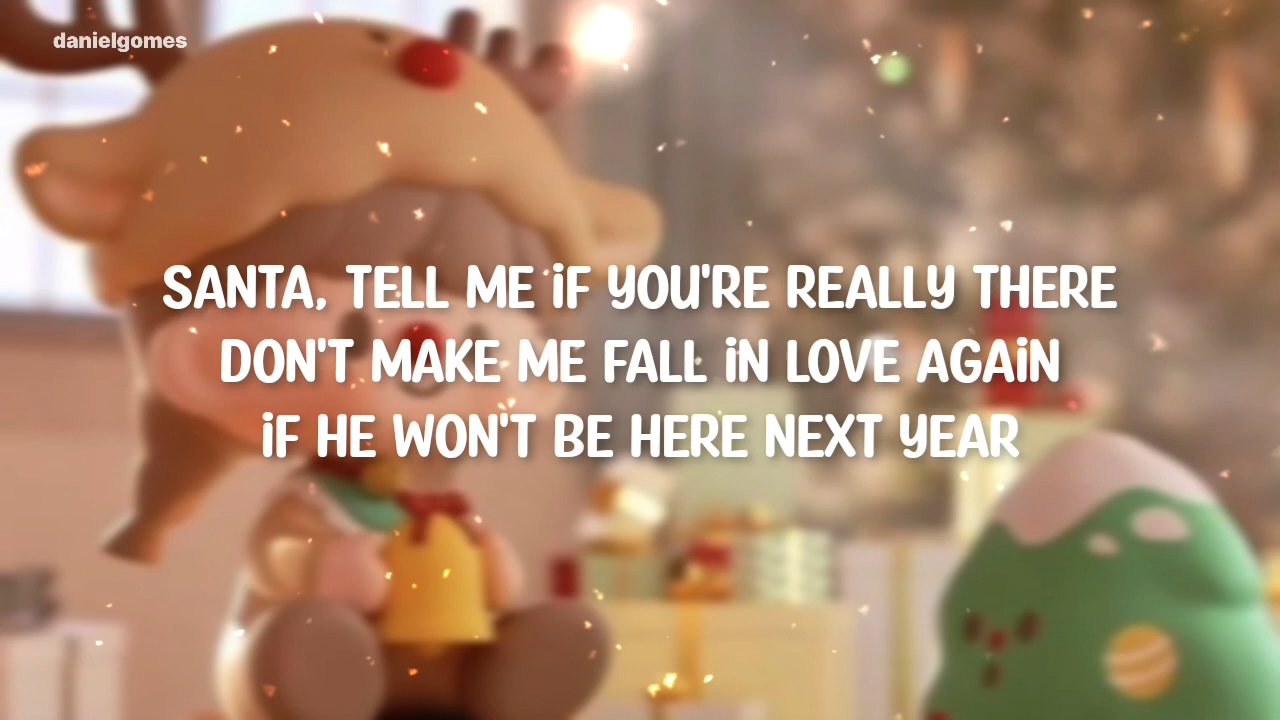 danielgomes
SANTA, TELL ME iF YOU'RE REALLY THERE
DON'T MAKE ME FALL iN LOVE AGAiN
iF HE WON'T BE HERE NEXT YEAR